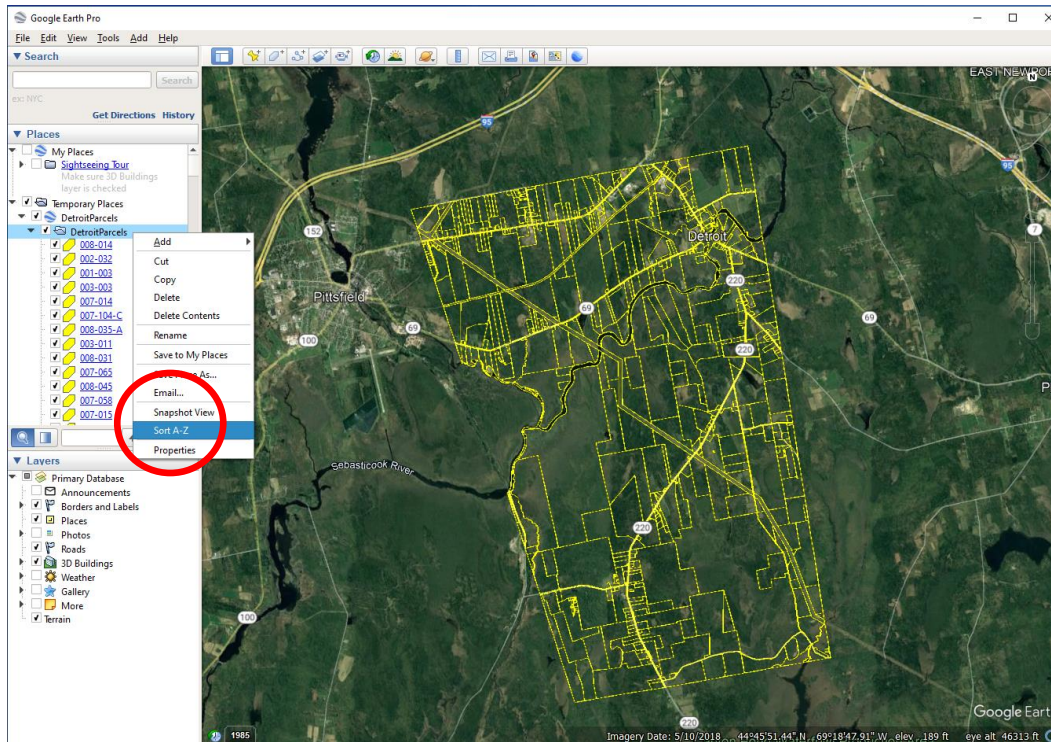 Google Earth Pro
File Edit View Tools Add Help
Search
Search
ex: NYC
Get Directions History
Places
My Places
Sightseeing Tour
Make sure 3D Buildings
layer is checked
Temporary Places
DetroitParcels
DetroitParcels
008-014
002-032
001-003
003-003
007-014
007-104-C
008-035-A
003-011
008-031
007-065
008-045
007-058
007-015
Add
Cut
Copy
Delete
Delete Contents
Rename
Save to My Places
As...
Email...
Snapshot View
Sort A-Z
Properties
Layers
Primary Database
Announcements
Borders and Labels
Places
Photos
Roads
3D Buildings
Weather
Gallery
More
Terrain
EAST NEWPOR
N
95
95
152
Detroit
7
220
Pittsfield
69
69
69
100
220
Sebasticook River
220
100
220
P
Google Eart
1985
Imagery Date: 5/10/2018 44°45'51.44" N 69°18'47.91" W elev 189 ft eye alt 46313 ft